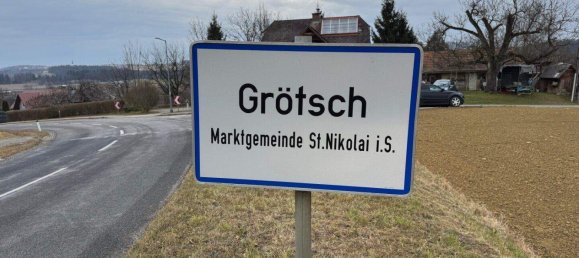 Grötsch
Marktgemeinde St.Nikolai i.S.